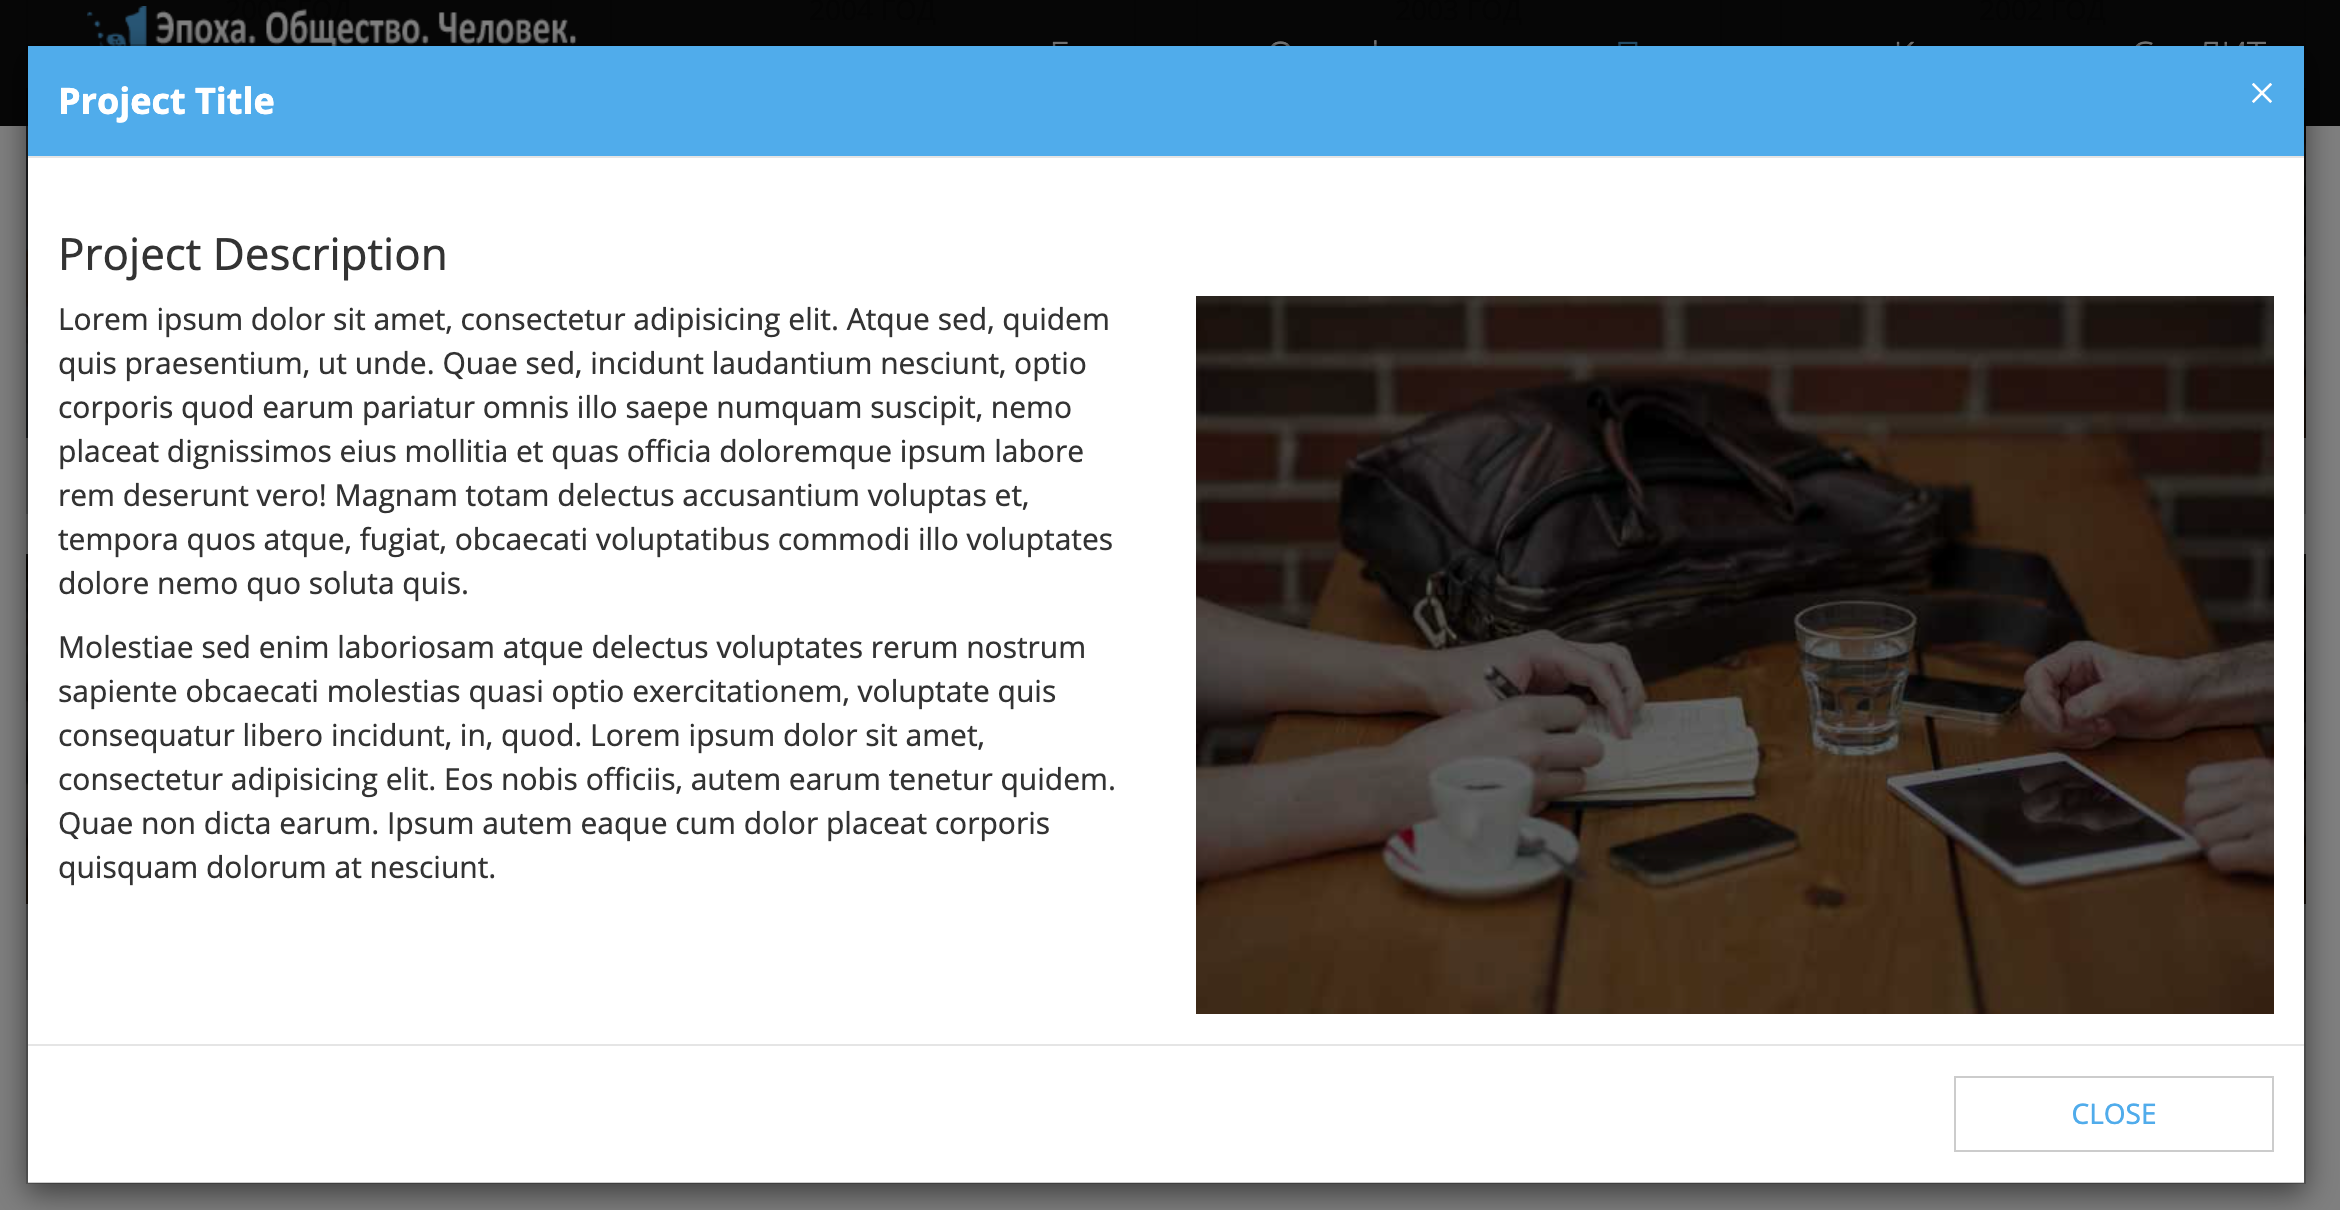 2004 ГОД
2003 ГОД
2002 ГОД
Эпоха. Общество. Человек.
Project Title
Project Description
Lorem ipsum dolor sit amet, consectetur adipisicing elit. Atque sed, quidem
quis praesentium, ut unde. Quae sed, incidunt laudantium nesciunt, optio
corporis quod earum pariatur omnis illo saepe numquam suscipit, nemo
placeat dignissimos eius mollitia et quas officia doloremque ipsum labore
rem deserunt vero! Magnam totam delectus accusantium voluptas et,
tempora quos atque, fugiat, obcaecati voluptatibus commodi illo voluptates
dolore nemo quo soluta quis.
Molestiae sed enim laboriosam atque delectus voluptates rerum nostrum
sapiente obcaecati molestias quasi optio exercitationem, voluptate quis
consequatur libero incidunt, in, quod. Lorem ipsum dolor sit amet,
consectetur adipisicing elit. Eos nobis officiis, autem earum tenetur quidem.
Quae non dicta earum. Ipsum autem eaque cum dolor placeat corporis
quisquam dolorum at nesciunt.
CLOSE